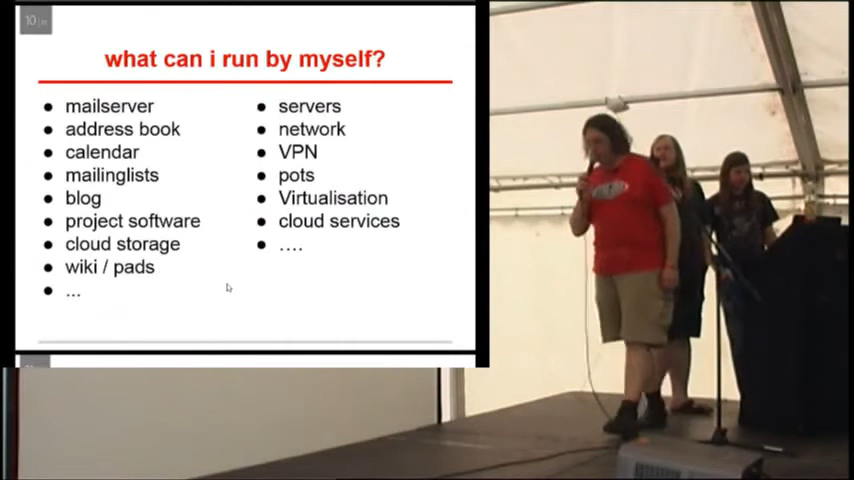 10
what can i run by myself?
● mailserver
● address book
● calendar
● mailinglists
● blog
● project software
● cloud storage
● wiki / pads
● ...
● servers
● network
● VPN
● pots
● Virtualisation
● cloud services
● ....